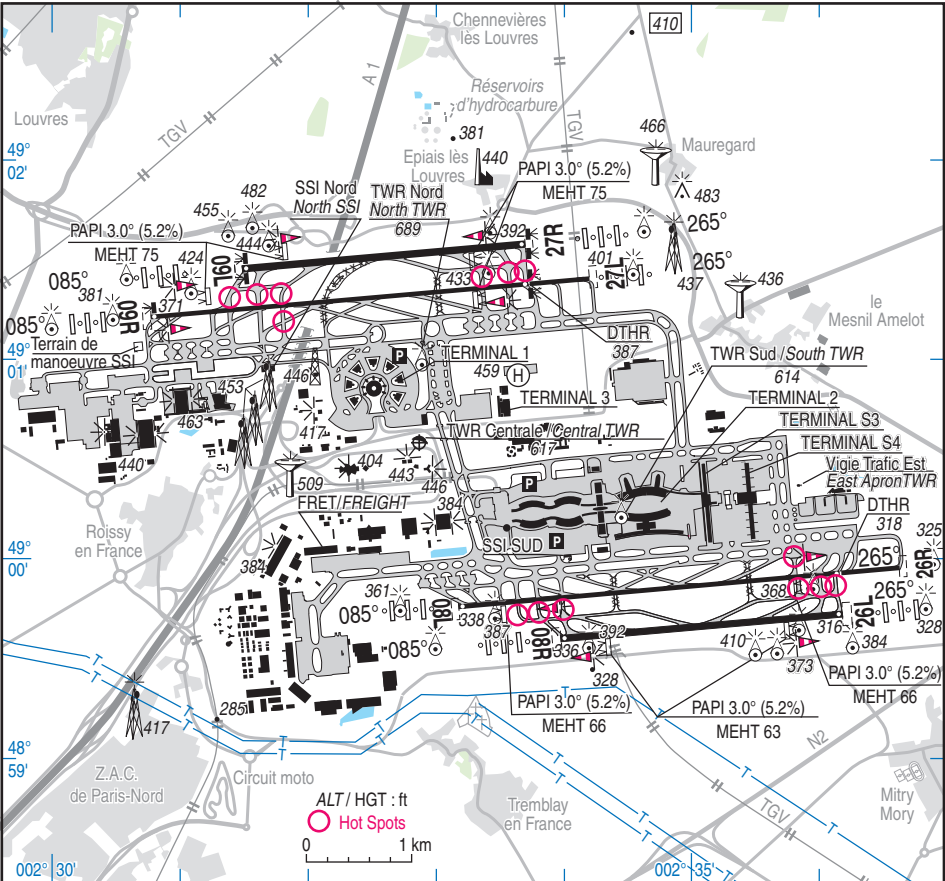 Chennevières
lès Louvres
410
A 1
TGV
TGV
Réservoirs
d'hydrocarbure
Louvres
381
466
49°
02'
Mauregard
Epiais lès
Louvres
440
PAPI 3.0° (5.2%)
MEHT 75
483
482
455
SSI Nord
North SSI
TWR Nord
North TWR
689
PAPI 3.0° (5.2%)
MEHT 75
444
392
27R
265°
09L
424
433
401
27L
265°
437
436
085°
381
371
09R
085°
DTHR
387
le
Mesnil Amelot
Terrain de
manoeuvre SSI
49°
01'
P
TERMINAL 1
459
H
TWR Sud / South TWR
614
446
453
TERMINAL 3
TERMINAL 2
463
417
TERMINAL S3
TWR Centrale / Central TWR
617
TERMINAL S4
440
404
443
446
Vigie Trafic Est
East Apron TWR
509
P
FRET/FREIGHT
384
DTHR
318
Roissy
en France
SSI SUD
P
325
49°
00'
265°
26R
384
361
368
265°
085°
08L
338
26L
328
387
316
085°
08R
336
392
410
384
373
328
PAPI 3.0° (5.2%)
MEHT 66
PAPI 3.0° (5.2%)
MEHT 66
PAPI 3.0° (5.2%)
MEHT 63
T
T
T
T
T
T
T
T
T
T
285
417
N2
48°
59'
Z.A.C.
de Paris-Nord
Circuit moto
ALT / HGT : ft
Hot Spots
0 1 km
Tremblay
en France
TGV
Mitry
Mory
002° 30'
002° 35'